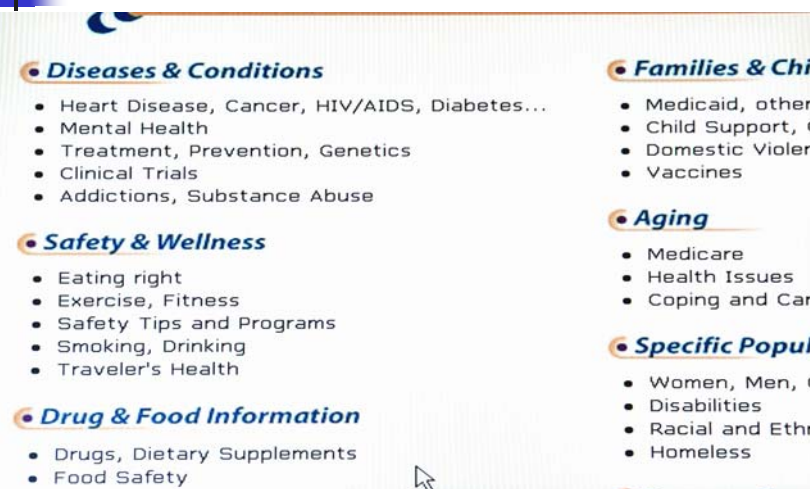 Diseases & Conditions
Heart Disease, Cancer, HIV/AIDS, Diabetes...
Mental Health
Treatment, Prevention, Genetics
Clinical Trials
Addictions, Substance Abuse
Safety & Wellness
Eating right
Exercise, Fitness
Safety Tips and Programs
Smoking, Drinking
Traveler's Health
Drug & Food Information
Drugs, Dietary Supplements
Food Safety
Families &
Medicaid, other
Child Support,
Domestic
Vaccines
Aging
Medicare
Health Issues
Coping and
Specific
Women, Men,
Disabilities
Racial and
Homeless